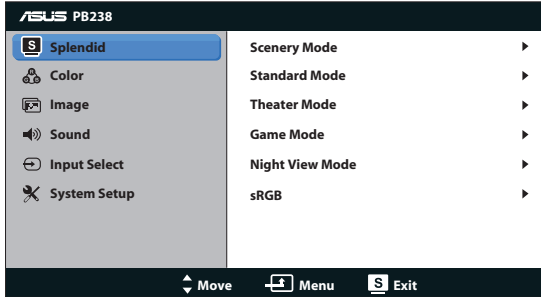 ASUS PB238
S Splendid
Color
Image
Sound
Input Select
System Setup
Scenery Mode
Standard Mode
Theater Mode
Game Mode
Night View Mode
sRGB
Move Menu S Exit